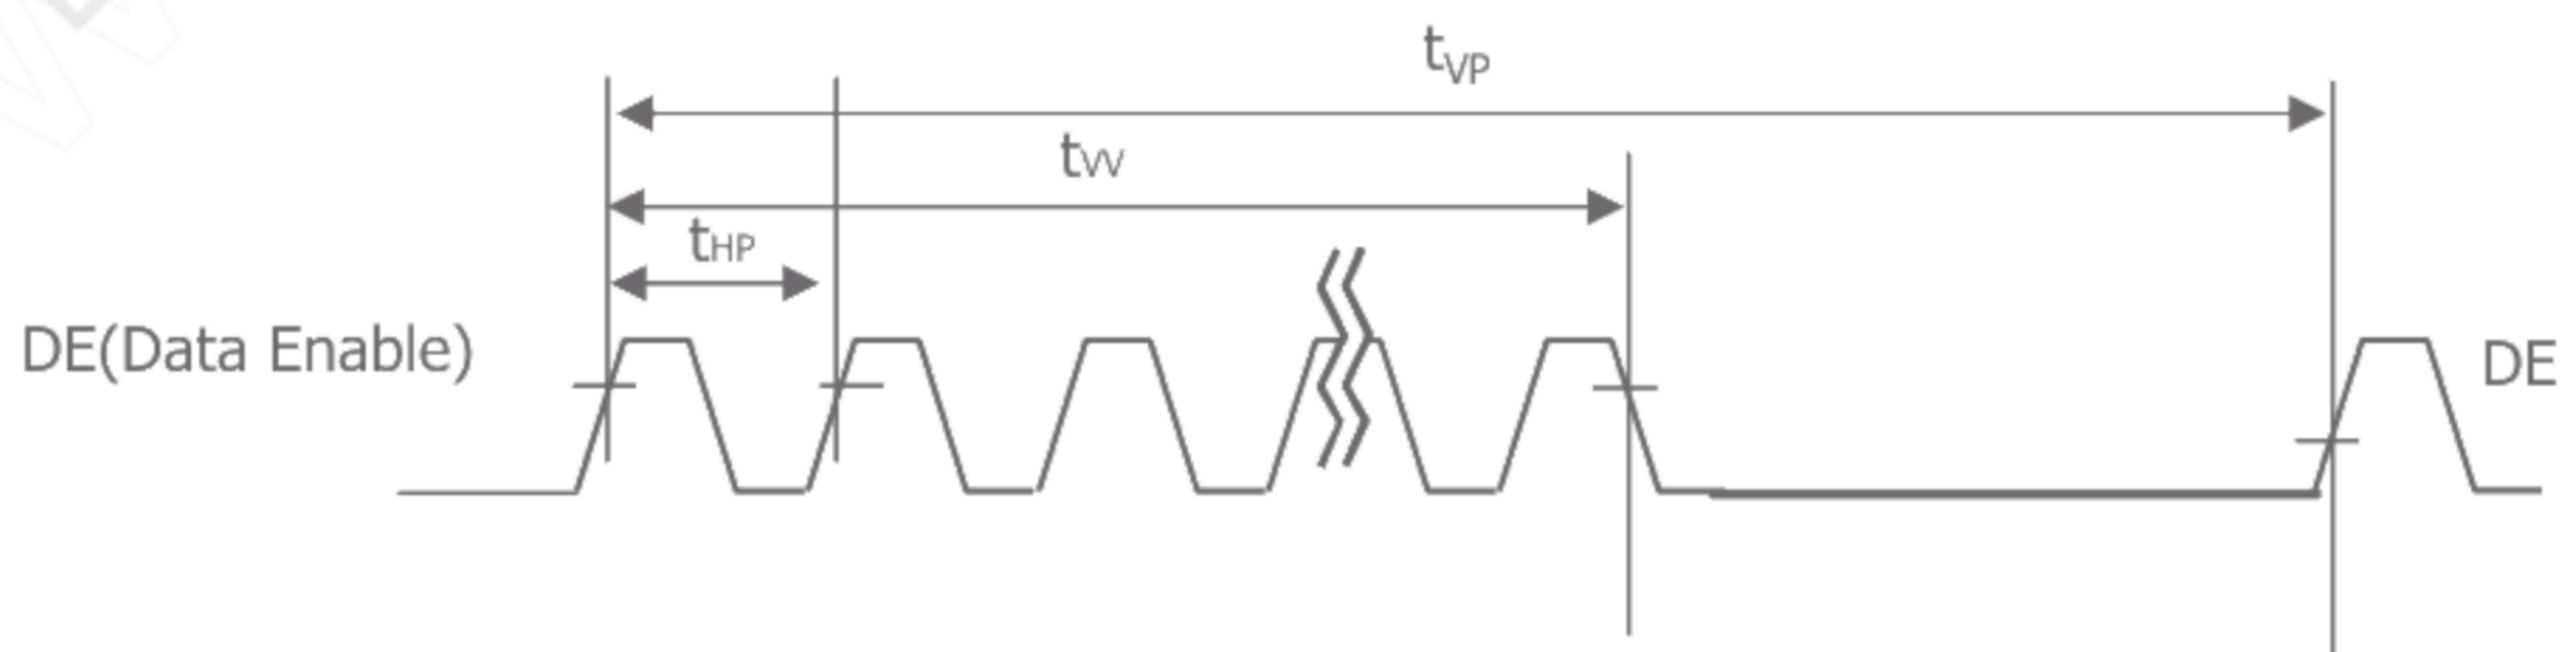 tVP
tVV
tHP
DE(Data Enable)
DE